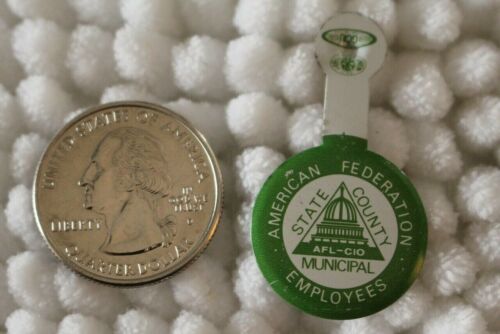 UNITED STATES OF AMERICA
LIBERTY
IN
GOD WE
TRUST
QUARTER DOLLAR
AMERICAN FEDERATION
STATE COUNTY
AFL-CIO
MUNICIPAL
EMPLOYEES